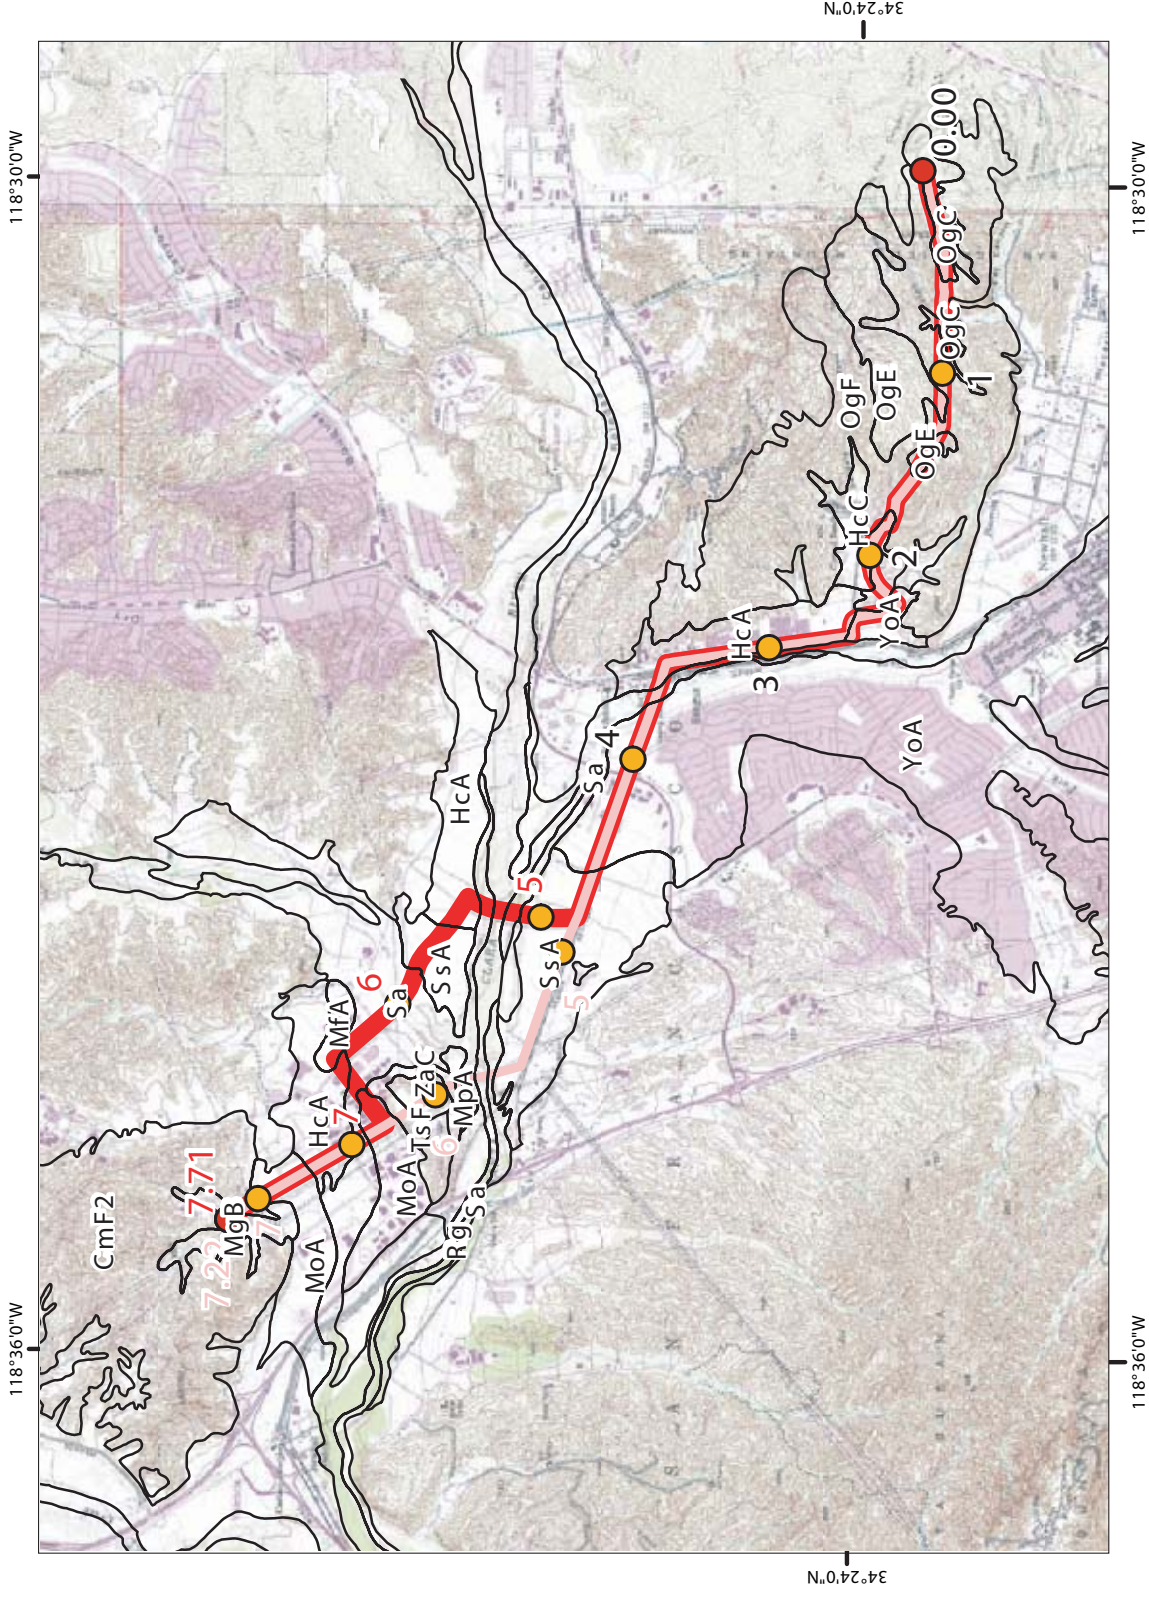 34°24'0"N
118°30'0"W
118°30'0"W
0.00
OgC
OgC
1
OgF
OgE
OgE
HcC
2
YoA
HcA
3
4
Sa
YoA
HcA
5
SsA
5
SsA
6
Sa
MfA
ZaC
TsF
MpA
6
HcA
7
MoA
Sa
Rg
MoA
7.71
MgB
7
7.22
CmF2
118°36'0"W
118°36'0"W
34°24'0"N